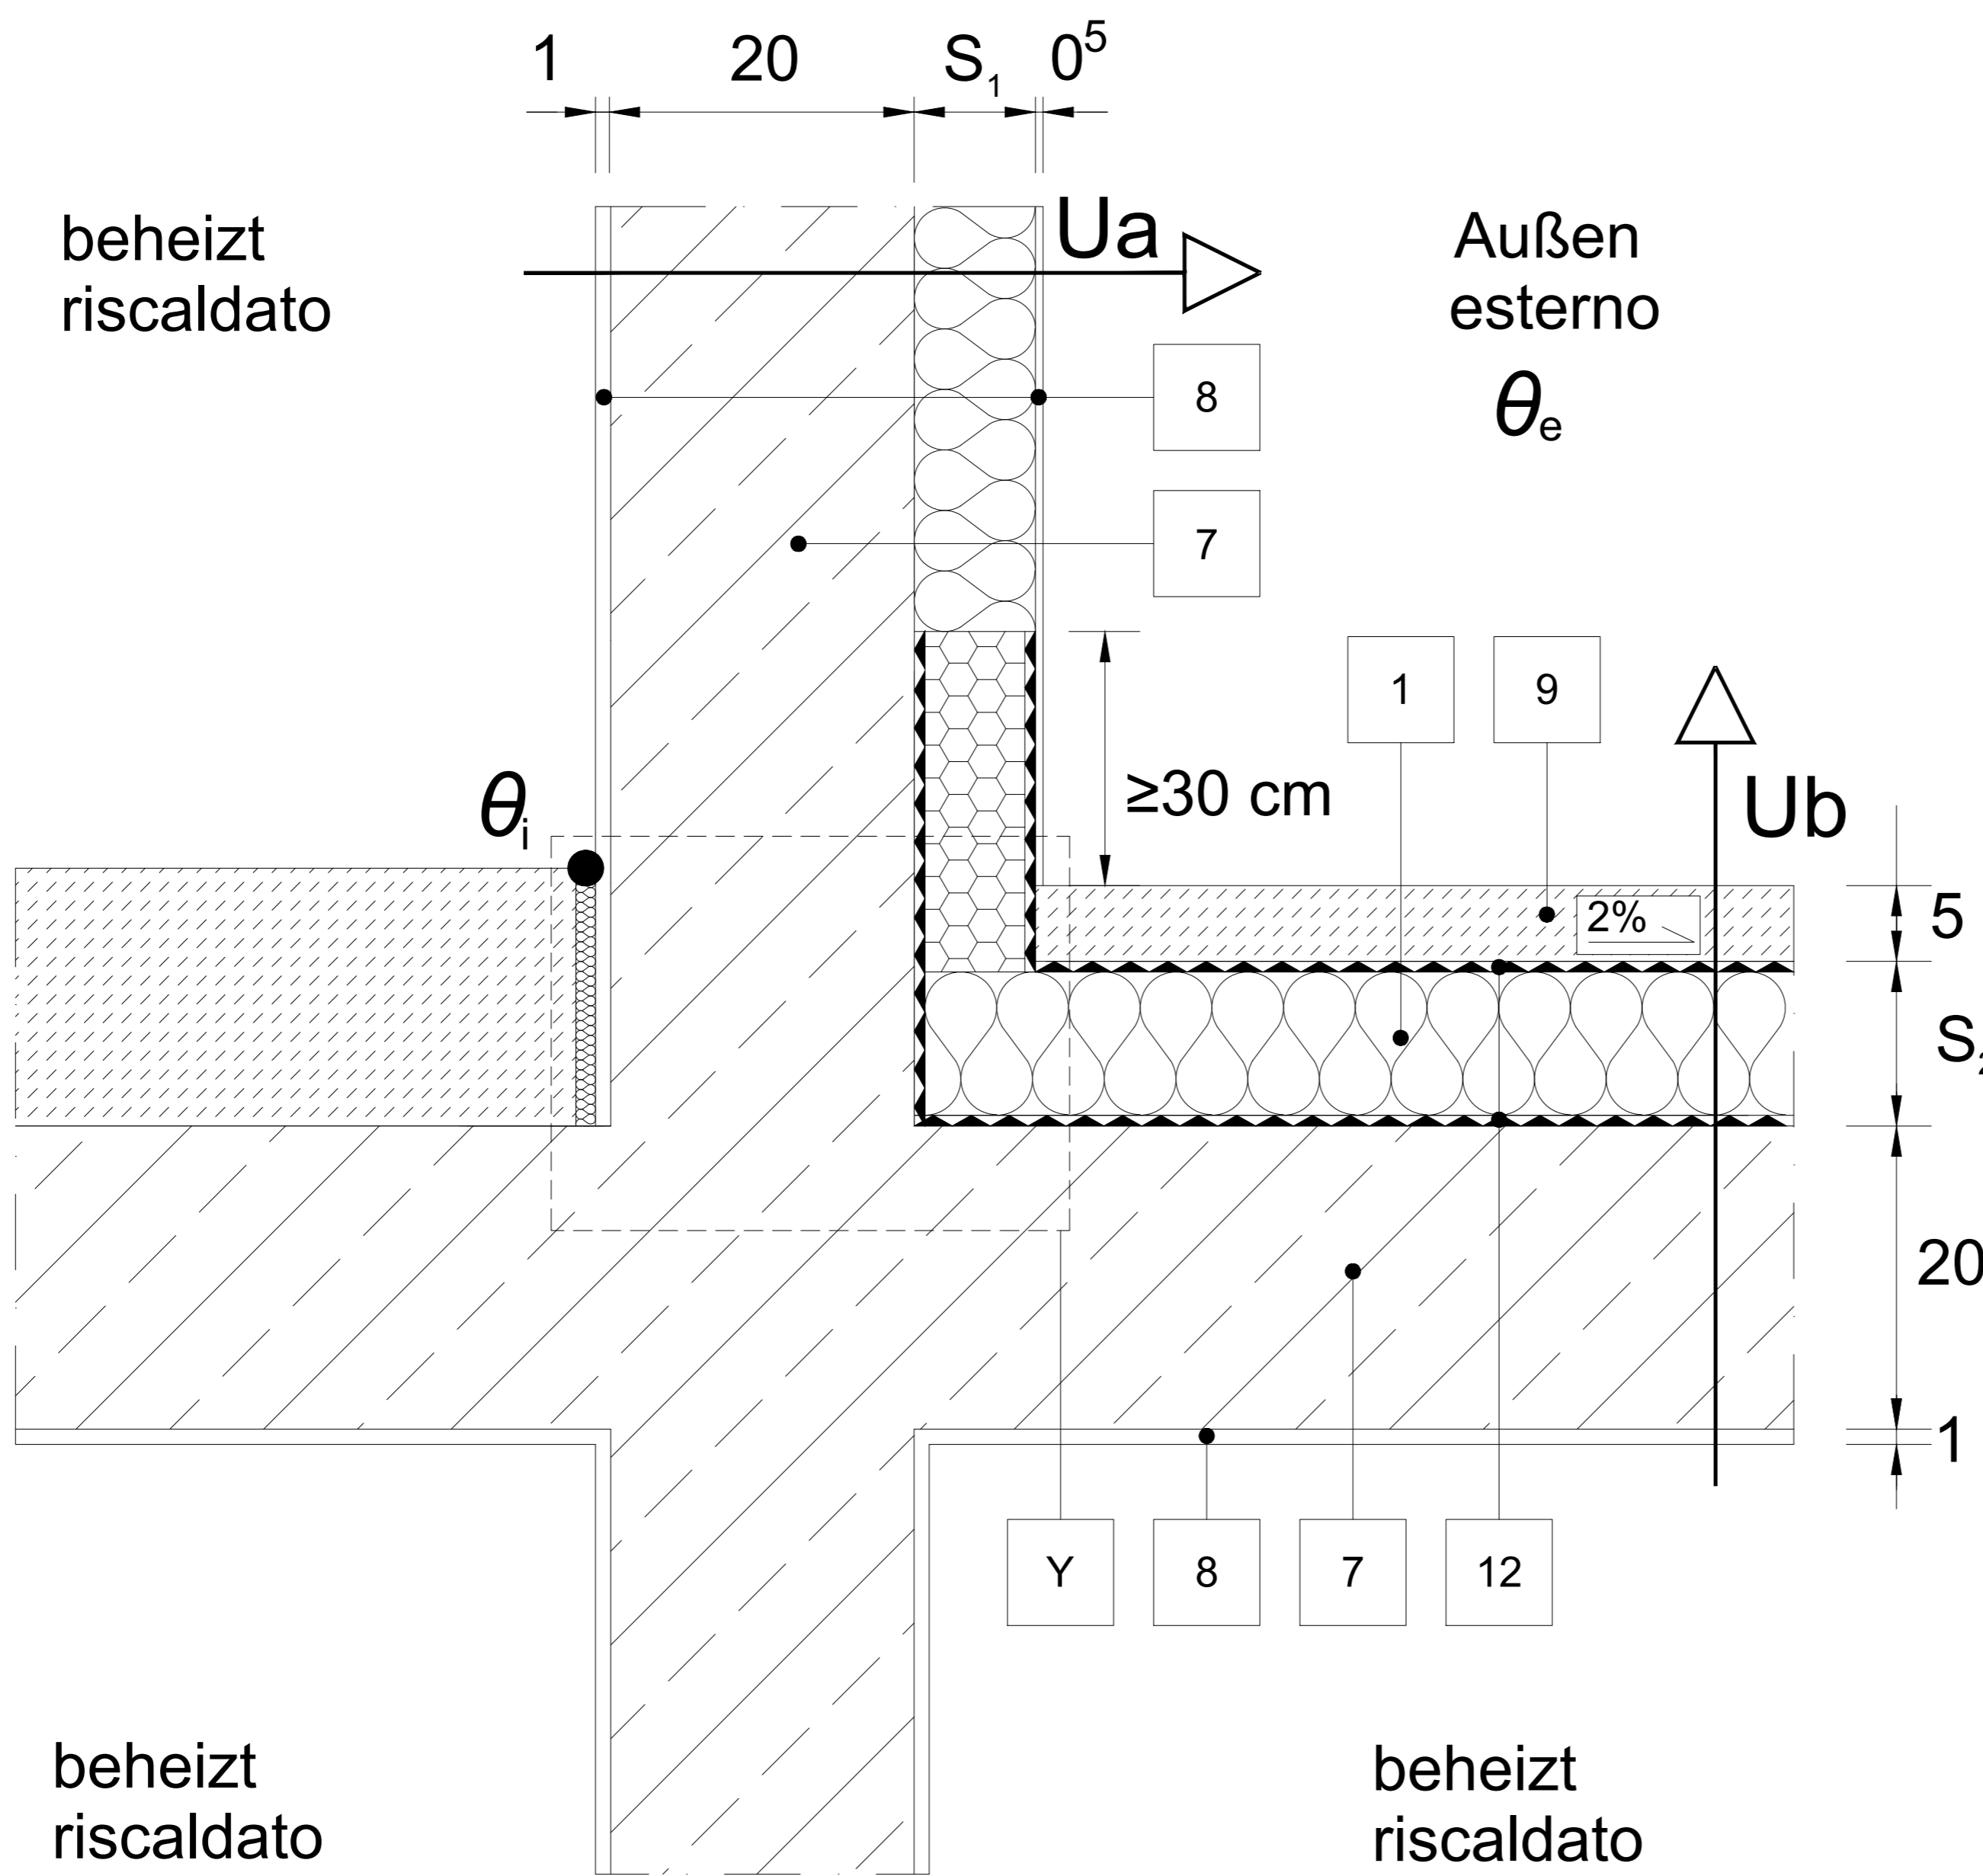 1 20 S₁ 0⁵
beheizt
riscaldato
Ua
Außen
esterno
θe
8
7
1 9
θi
≥30 cm
Ub
2%
5
S₂
20
1
Y 8 7 12
beheizt
riscaldato
beheizt
riscaldato